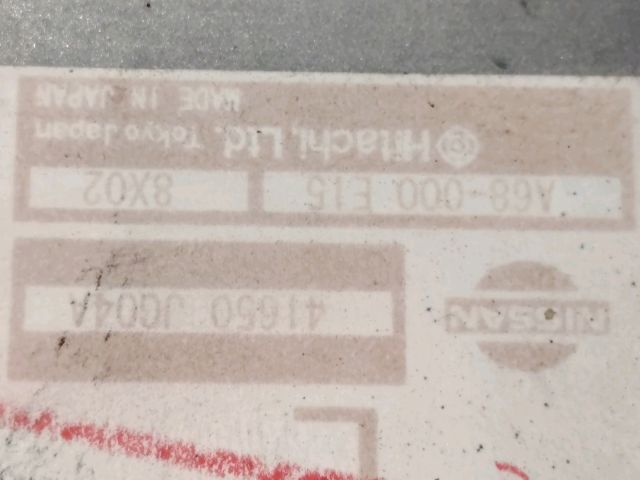 NISSAN
41650 JG04A
A68-000 E15 8X02
Hitachi, Ltd. Tokyo Japan
MADE IN JAPAN